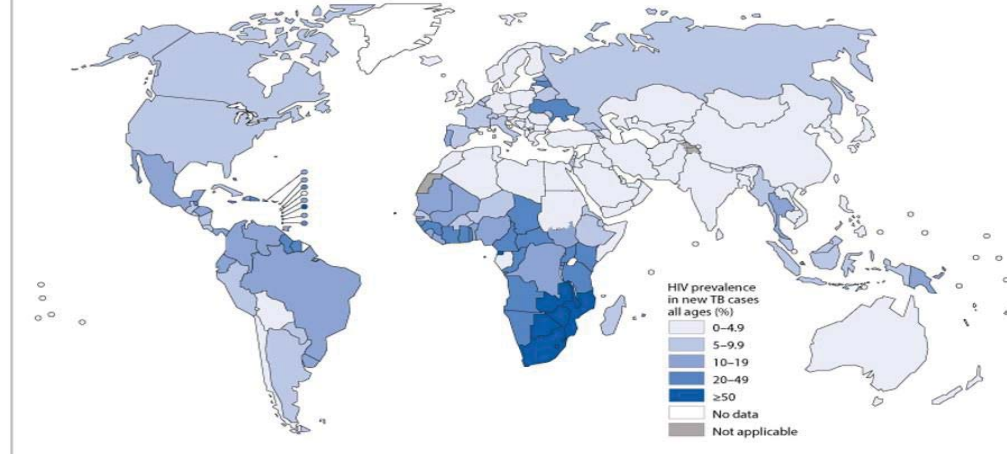 HIV prevalence
in new TB cases
all ages (%)
0–4.9
5–9.9
10–19
20–49
≥50
No data
Not applicable